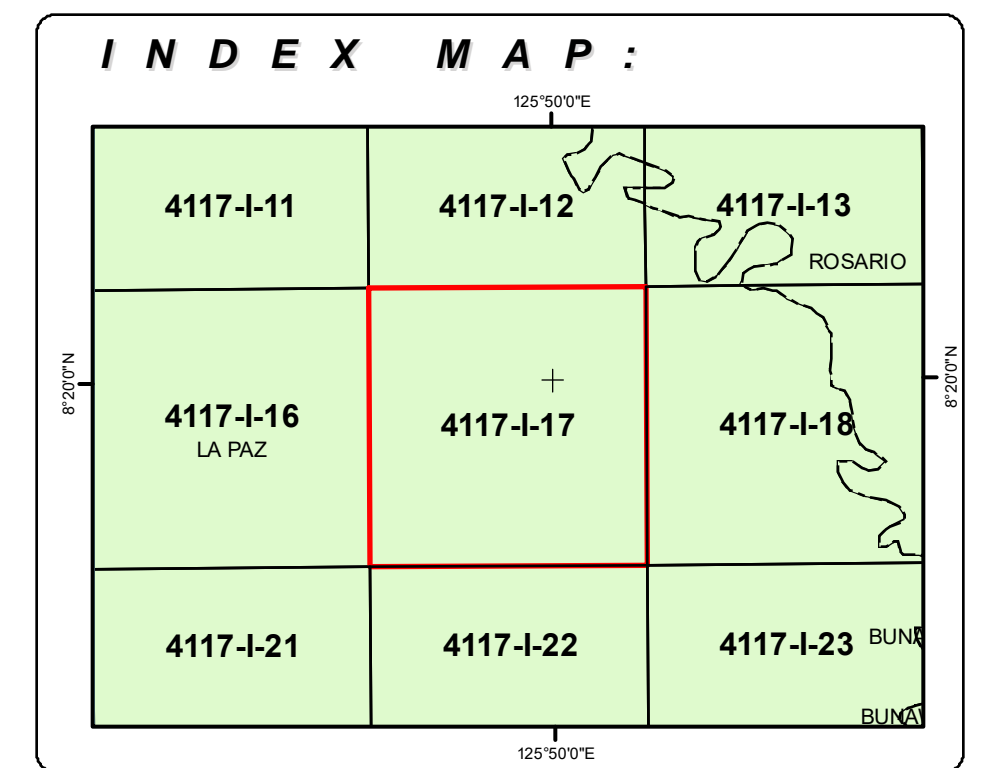 INDEX MAP:
125°50'0"E
4117-I-11
4117-I-12
4117-I-13
ROSARIO
8°20'0"N
8°20'0"N
4117-I-16
LA PAZ
4117-I-17
4117-I-18
4117-I-21
4117-I-22
4117-I-23
BUNA
BUNAW
125°50'0"E